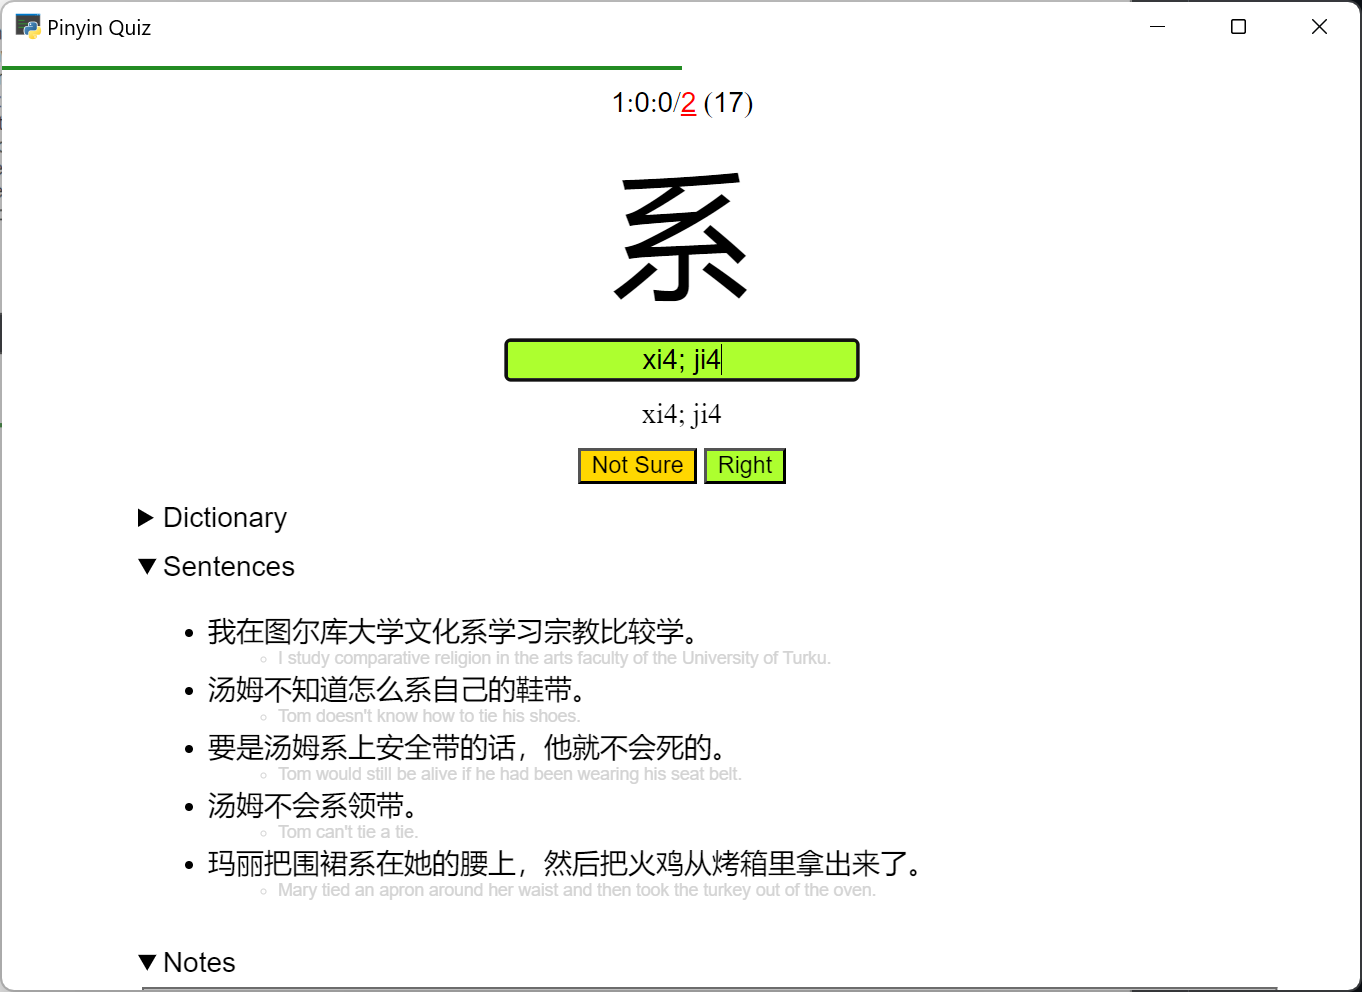 Pinyin Quiz
1:0:0/2 (17)
系
xi4; ji4
xi4; ji4
Not Sure Right
Dictionary
Sentences
我在图尔库大学文化系学习宗教比较学。
I study comparative religion in the arts faculty of the University of Turku.
汤姆不知道怎么系自己的鞋带。
Tom doesn't know how to tie his shoes.
要是汤姆系上安全带的话，他就不会死的。
Tom would still be alive if he had been wearing his seat belt.
汤姆不会系领带。
Tom can't tie a tie.
玛丽把围裙系在她的腰上，然后把火鸡从烤箱里拿出来了。
Mary tied an apron around her waist and then took the turkey out of the oven.
Notes